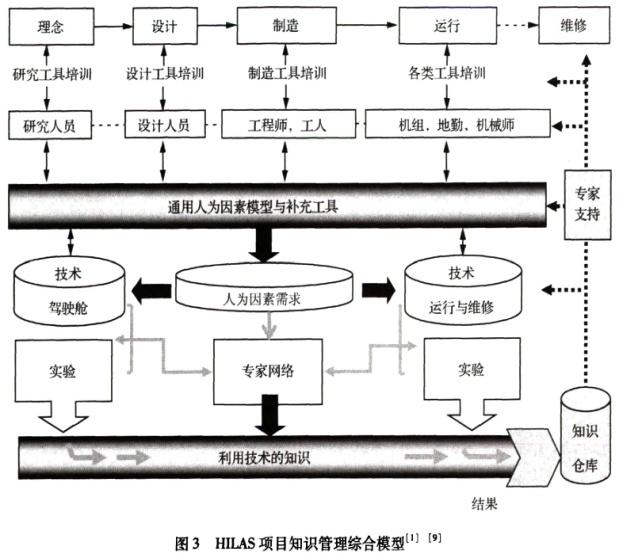 理念 设计 制造 运行 维修
研究工具培训 设计工具培训 制造工具培训 各类工具培训
研究人员 设计人员 工程师，工人 机组，地勤，机械师
通用人为因素模型与补充工具
专家
支持
技术
驾驶舱
人为因素需求
技术
运行与维修
实验
专家网络
实验
知识
仓库
利用技术的知识
结果
图3 HILAS 项目知识管理综合模型[1] [9]